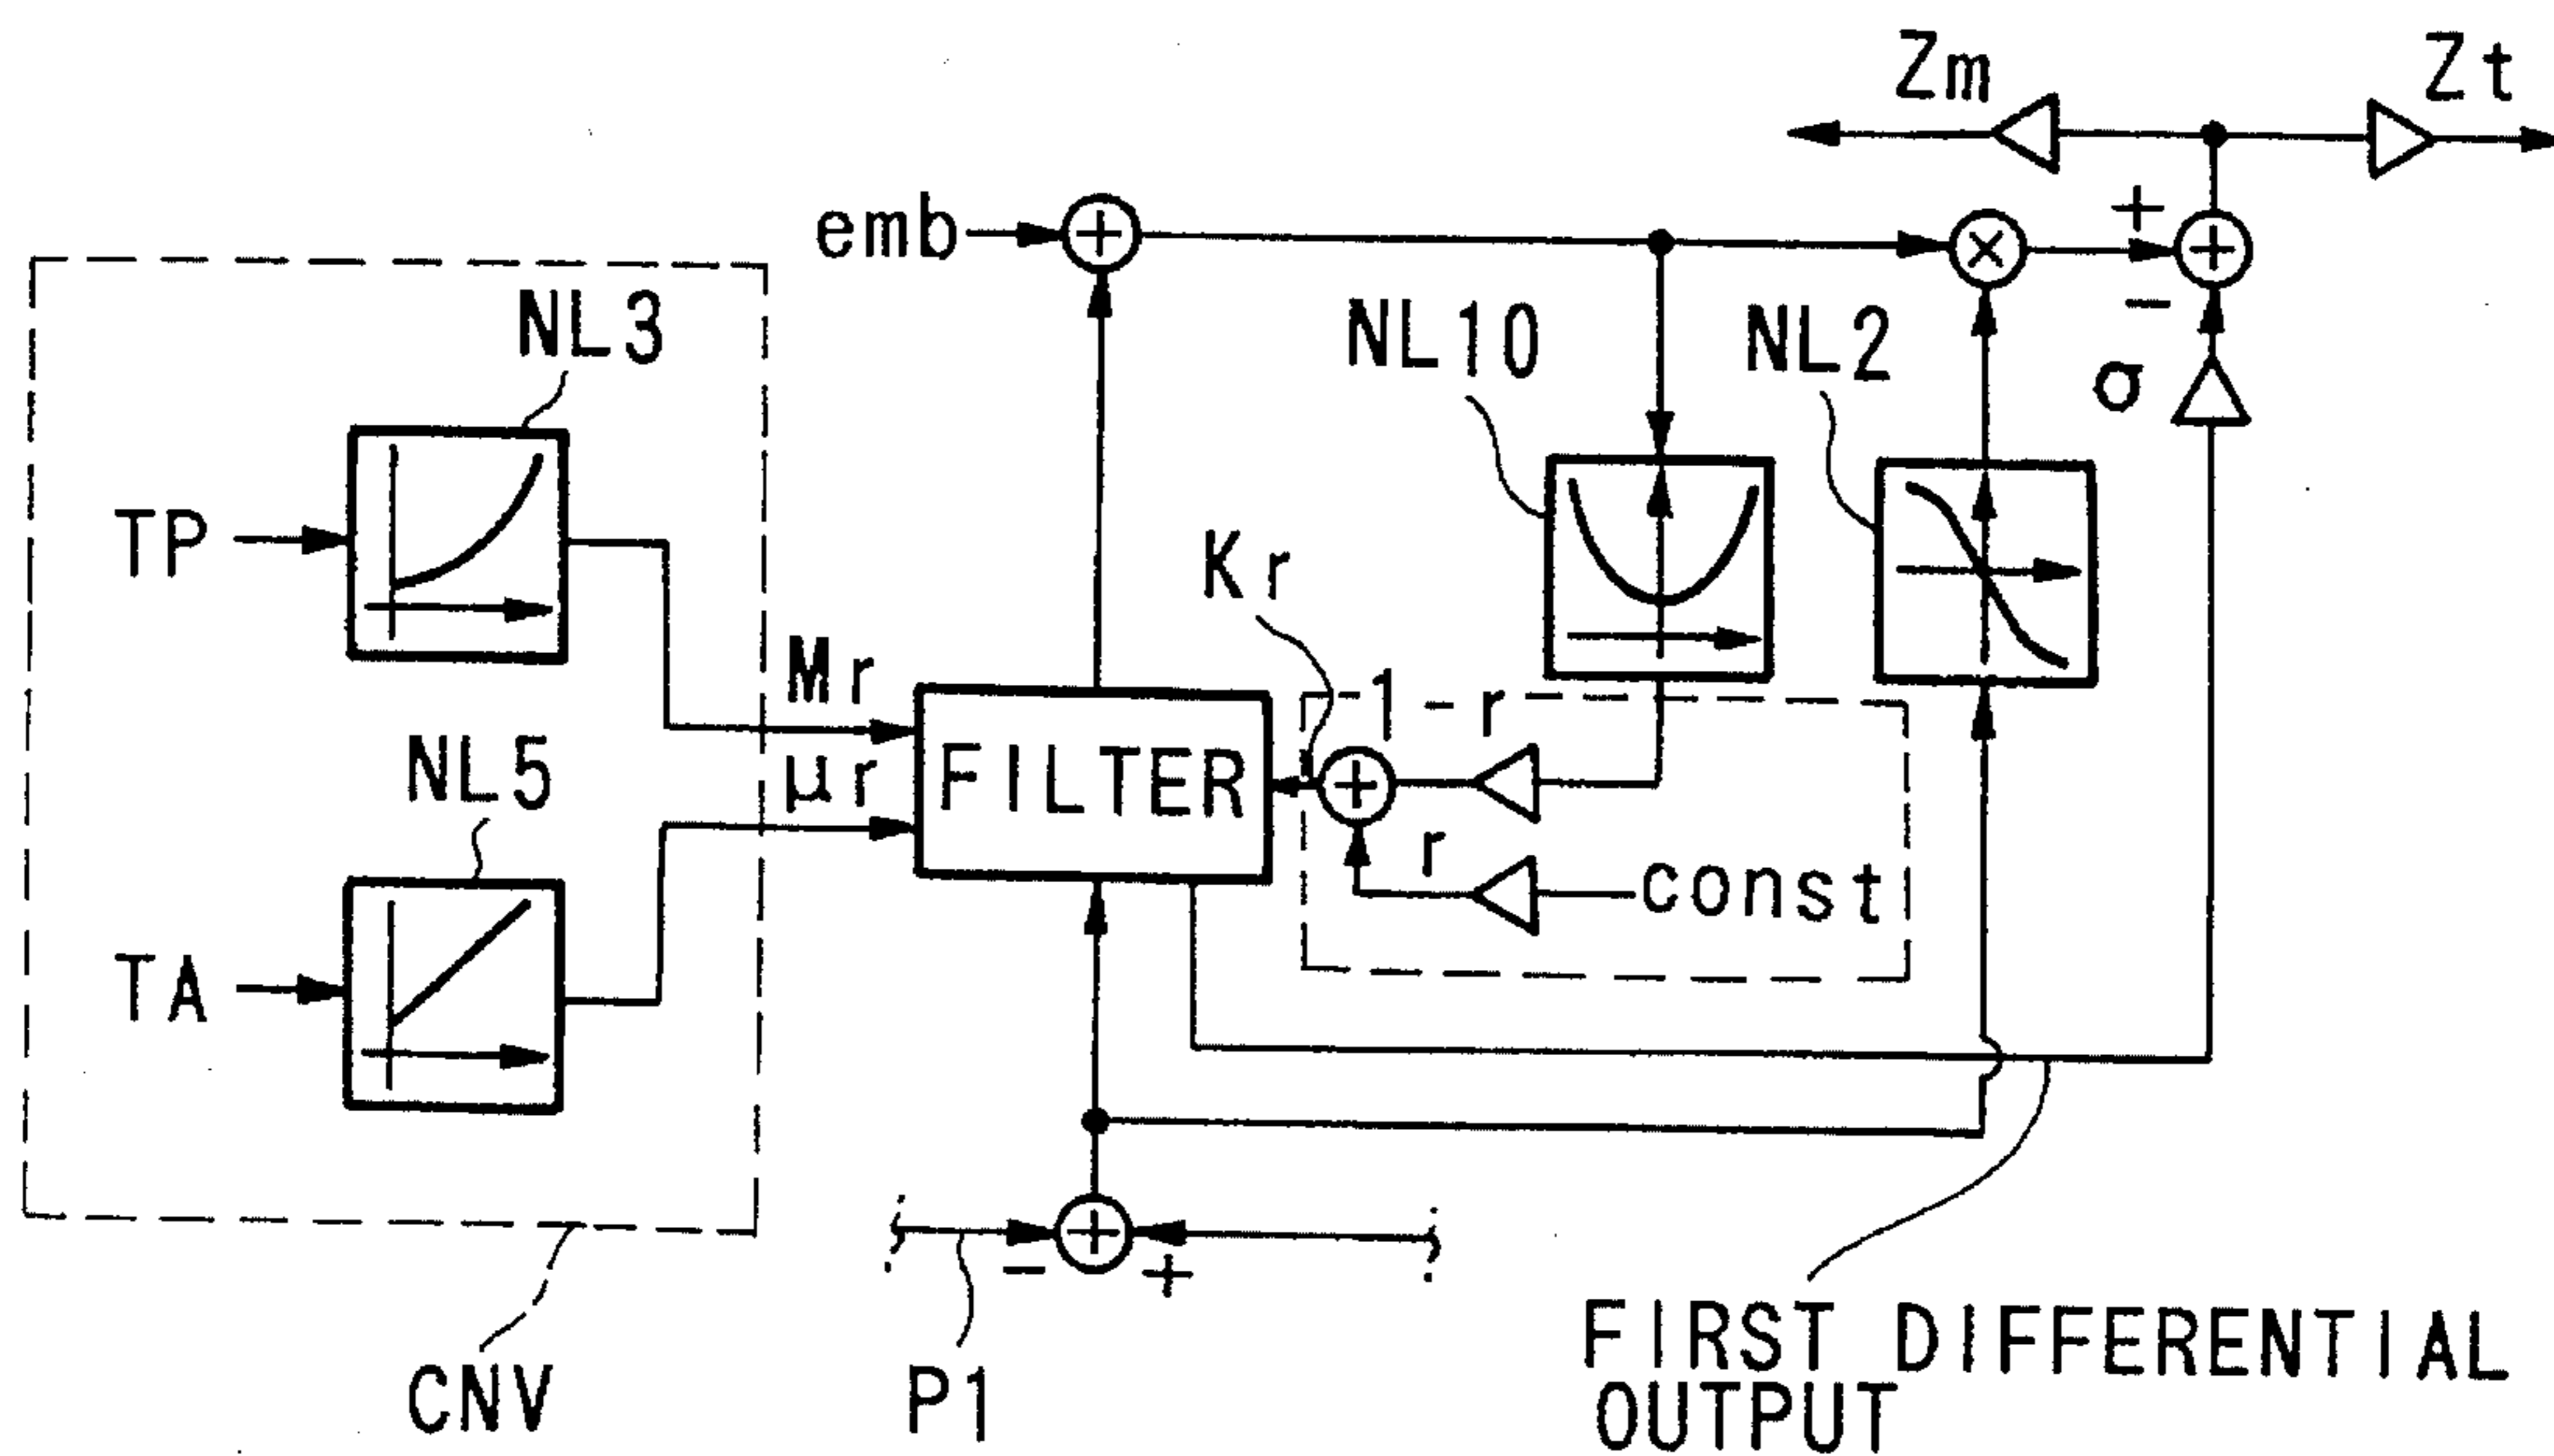 Zm
Zt
emb
+
+
×
+
-
NL3
NL10
NL2
σ
TP
Kr
Mr
1-r
μr
FILTER
+
r
const
NL5
TA
+
-
+
CNV
P1
FIRST DIFFERENTIAL
OUTPUT